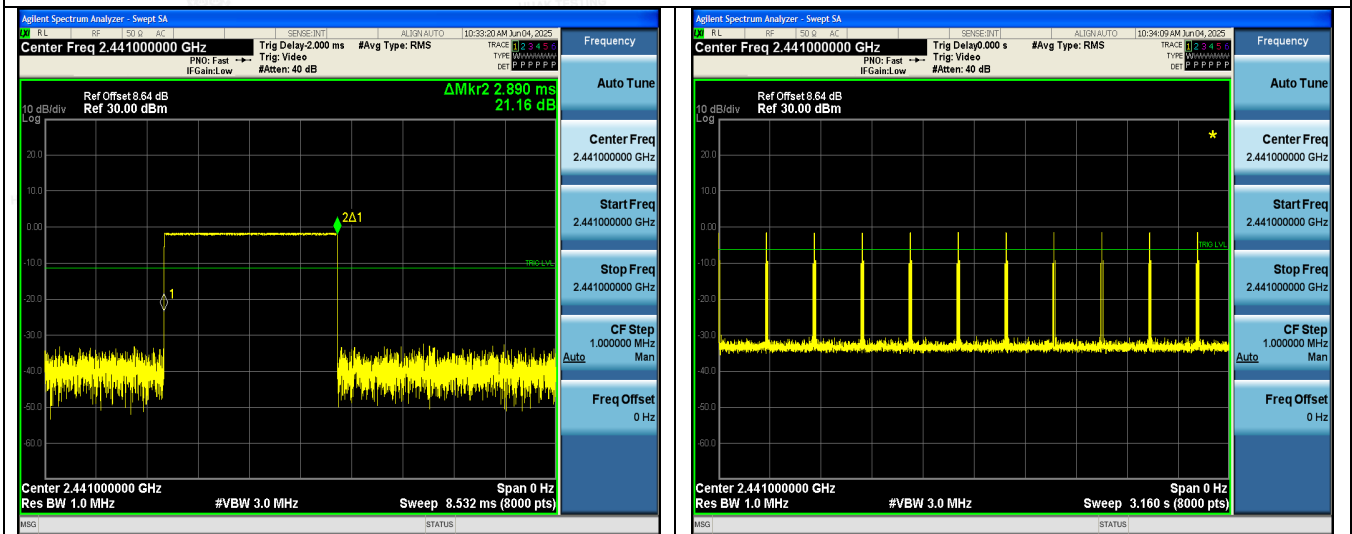 Agilent Spectrum Analyzer - Swept SA
LXI RL RF 50 Ω AC SENSE:INT ALIGN AUTO 10:33:20 AM Jun 04, 2025
Center Freq 2.441000000 GHz
PNO: Fast
IFGain:Low
Trig Delay-2.000 ms
Trig: Video
#Atten: 40 dB
#Avg Type: RMS
TRACE 1 2 3 4 5 6
TYPE
DET P P P P P P
ΔMkr2 2.890 ms
21.16 dB
Ref Offset 8.64 dB
10 dB/div Ref 30.00 dBm
Log
20.0
10.0
0.00
-10.0
-20.0
-30.0
-40.0
-50.0
-60.0
2Δ1
TRIG LVL
1
Center 2.441000000 GHz Span 0 Hz
Res BW 1.0 MHz #VBW 3.0 MHz Sweep 8.532 ms (8000 pts)
MSG STATUS
Frequency
Auto Tune
Center Freq
2.441000000 GHz
Start Freq
2.441000000 GHz
Stop Freq
2.441000000 GHz
CF Step
1.000000 MHz
Auto Man
Freq Offset
0 Hz
Agilent Spectrum Analyzer - Swept SA
LXI RL RF 50 Ω AC SENSE:INT ALIGN AUTO 10:34:09 AM Jun 04, 2025
Center Freq 2.441000000 GHz
PNO: Fast
IFGain:Low
Trig Delay0.000 s
Trig: Video
#Atten: 40 dB
#Avg Type: RMS
TRACE 1 2 3 4 5 6
TYPE
DET P P P P P P
Ref Offset 8.64 dB
10 dB/div Ref 30.00 dBm
Log
*
20.0
10.0
0.00
-10.0
-20.0
-30.0
-40.0
-50.0
-60.0
TRIG LVL
Center 2.441000000 GHz Span 0 Hz
Res BW 1.0 MHz #VBW 3.0 MHz Sweep 3.160 s (8000 pts)
MSG STATUS
Frequency
Auto Tune
Center Freq
2.441000000 GHz
Start Freq
2.441000000 GHz
Stop Freq
2.441000000 GHz
CF Step
1.000000 MHz
Auto Man
Freq Offset
0 Hz